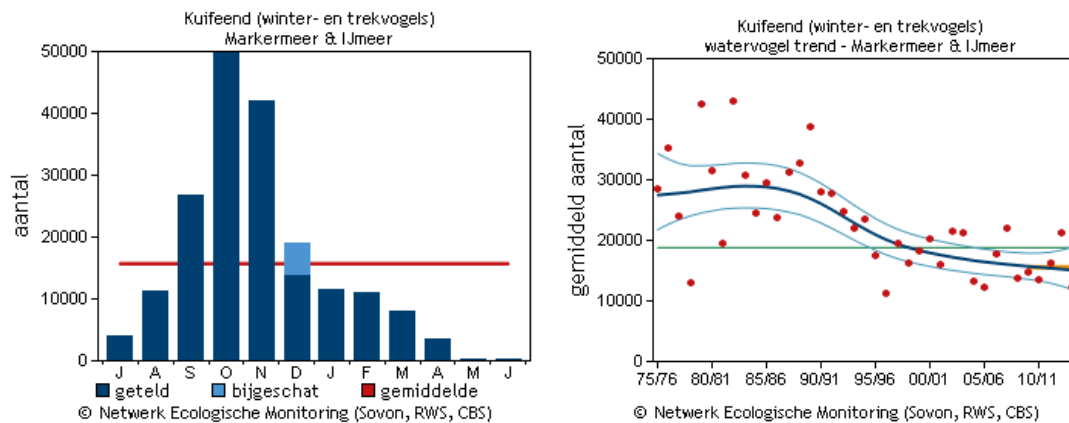 Kuifeend (winter- en trekvogels)
Markermeer & IJmeer
aantal
50000
40000
30000
20000
10000
0
J A S O N D J F M A M J
geteld bijgeschat gemiddelde
© Netwerk Ecologische Monitoring (Sovon, RWS, CBS)
Kuifeend (winter- en trekvogels)
watervogel trend - Markermeer & IJmeer
gemiddeld aantal
50000
40000
30000
20000
10000
0
75/76 80/81 85/86 90/91 95/96 00/01 05/06 10/11
© Netwerk Ecologische Monitoring (Sovon, RWS, CBS)